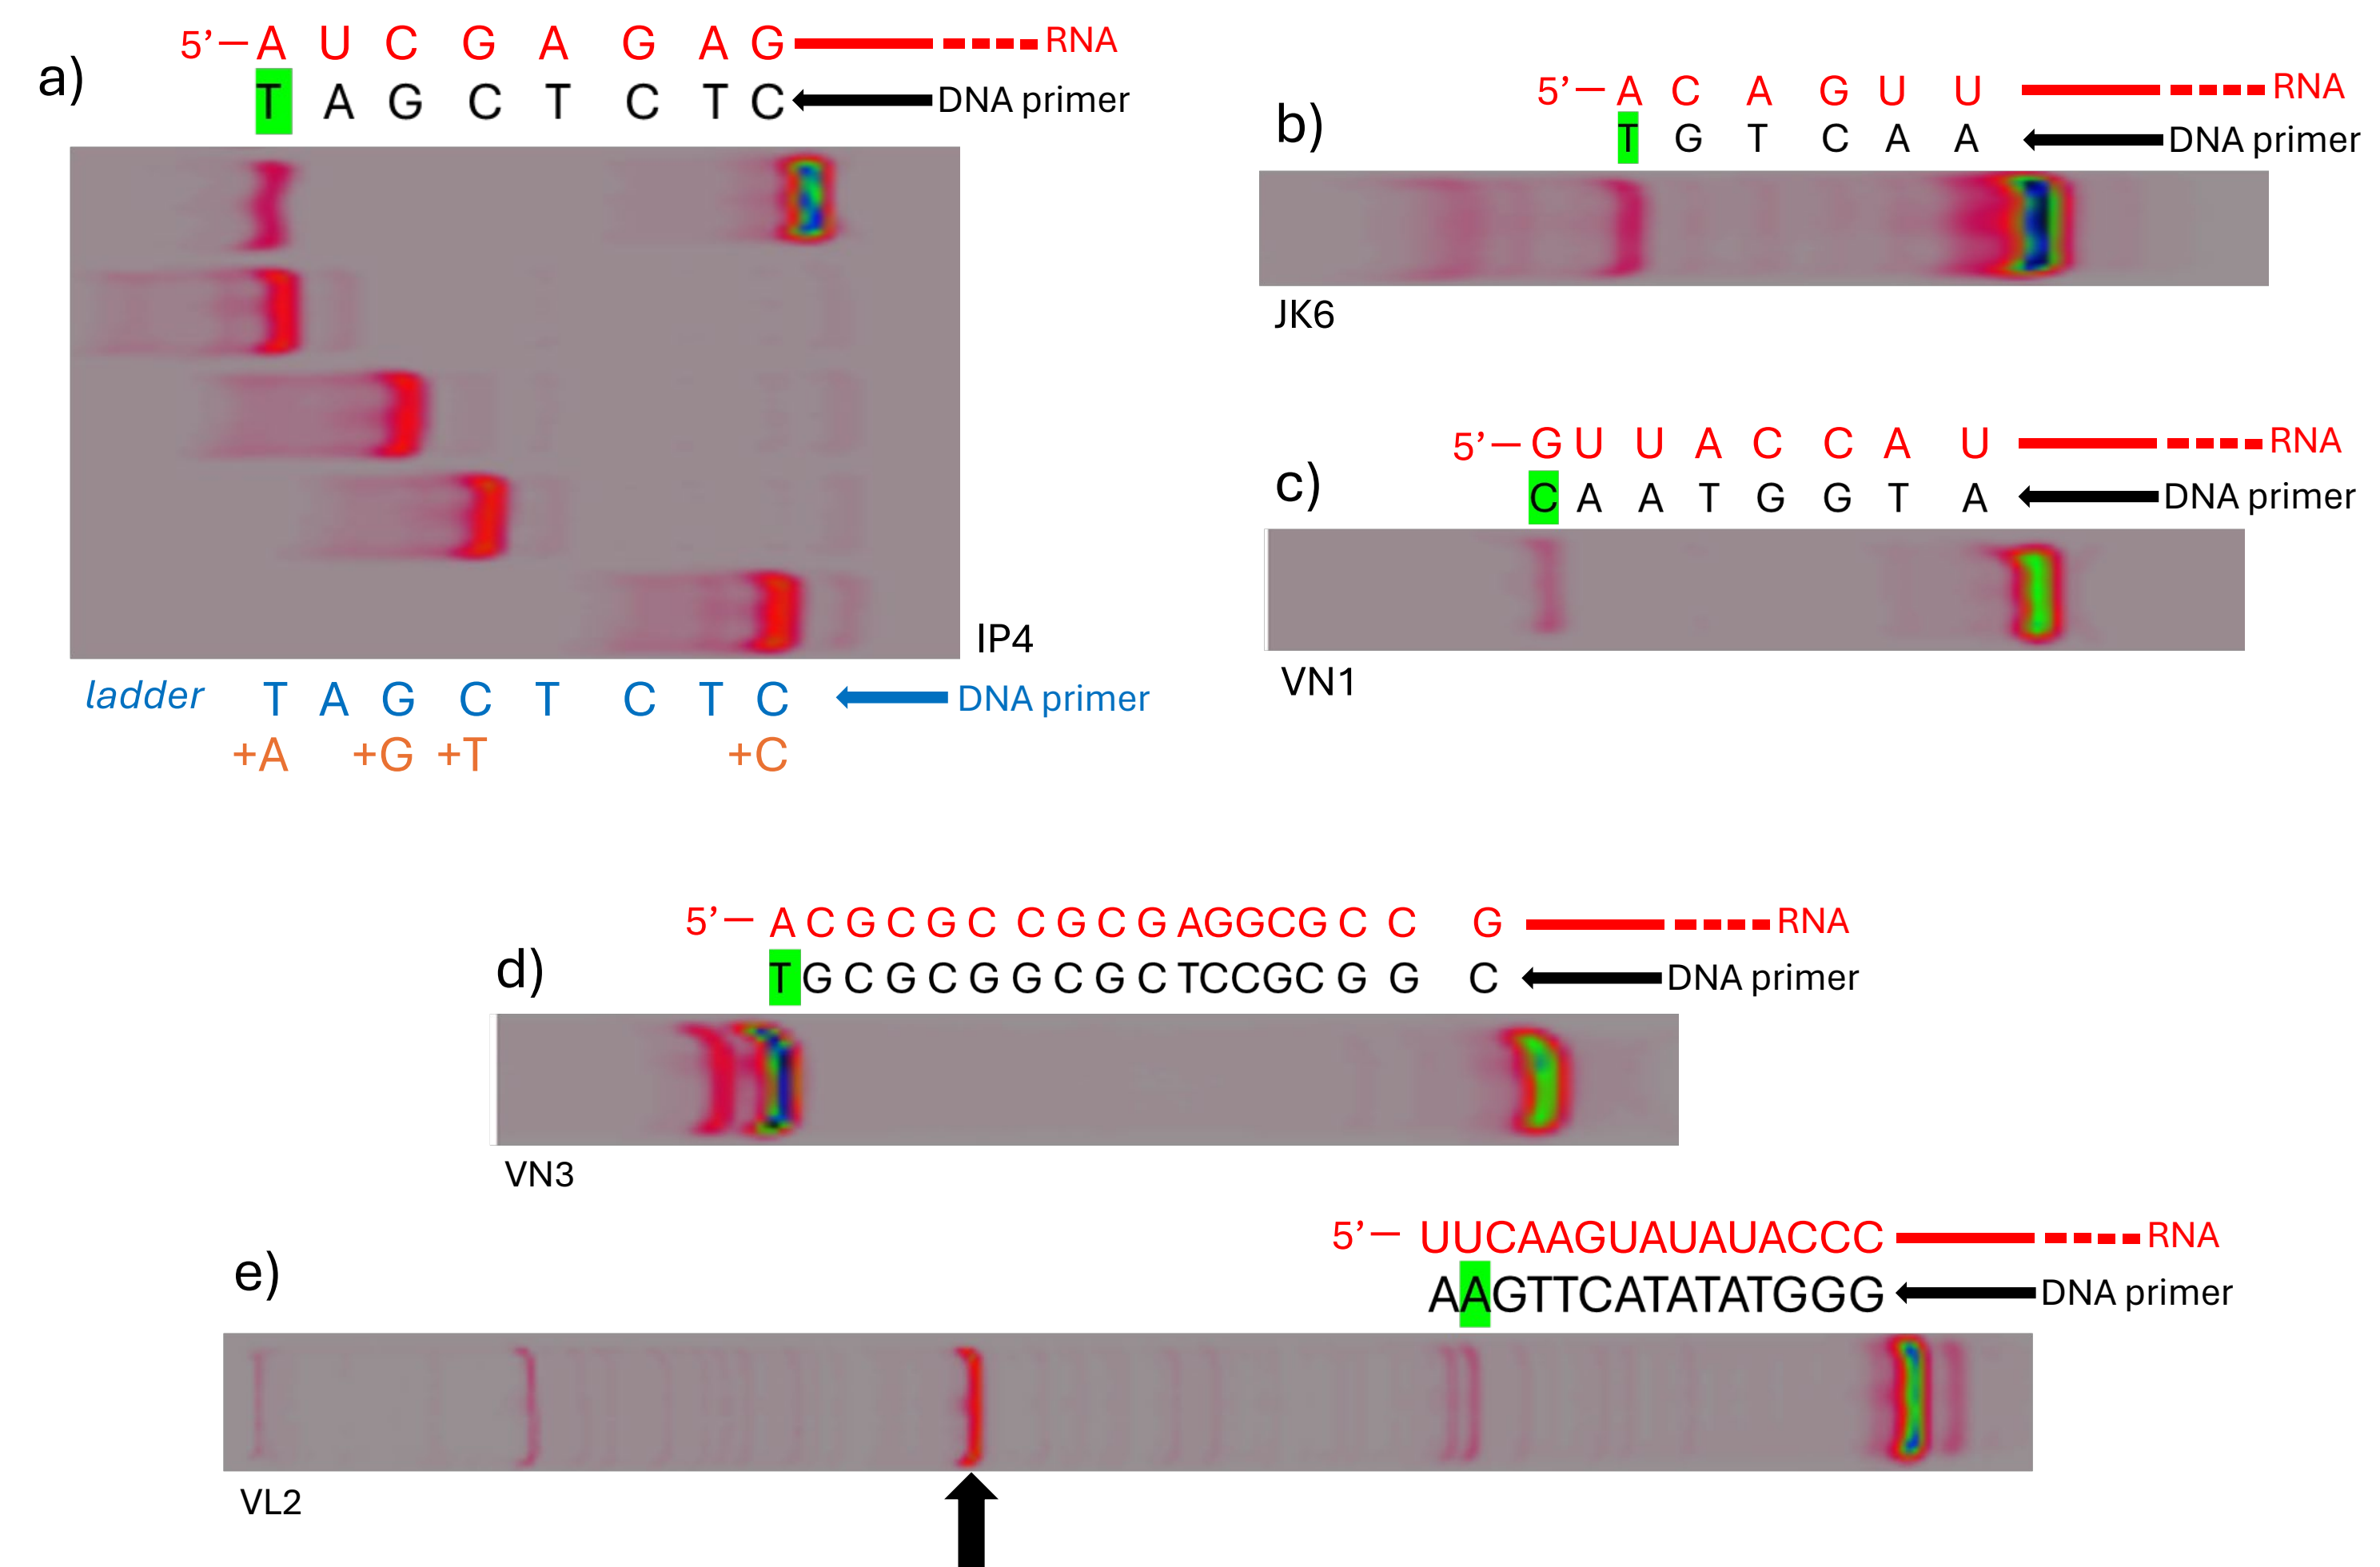 a)
5’– A U C G A G A G RNA
T A G C T C T C DNA primer
IP4
ladder T A G C T C T C DNA primer
+A +G +T +C
b)
5’– A C A G U U RNA
T G T C A A DNA primer
JK6
c)
5’– G U U A C C A U RNA
C A A T G G T A DNA primer
VN1
d)
5’– A C G C G C C G C G AGGCG C C G RNA
T G C G C G G C G C TCCGC G G C DNA primer
VN3
e)
5’– UUCAAGUAUAUACCC RNA
AAGTTCATATATGGG DNA primer
VL2